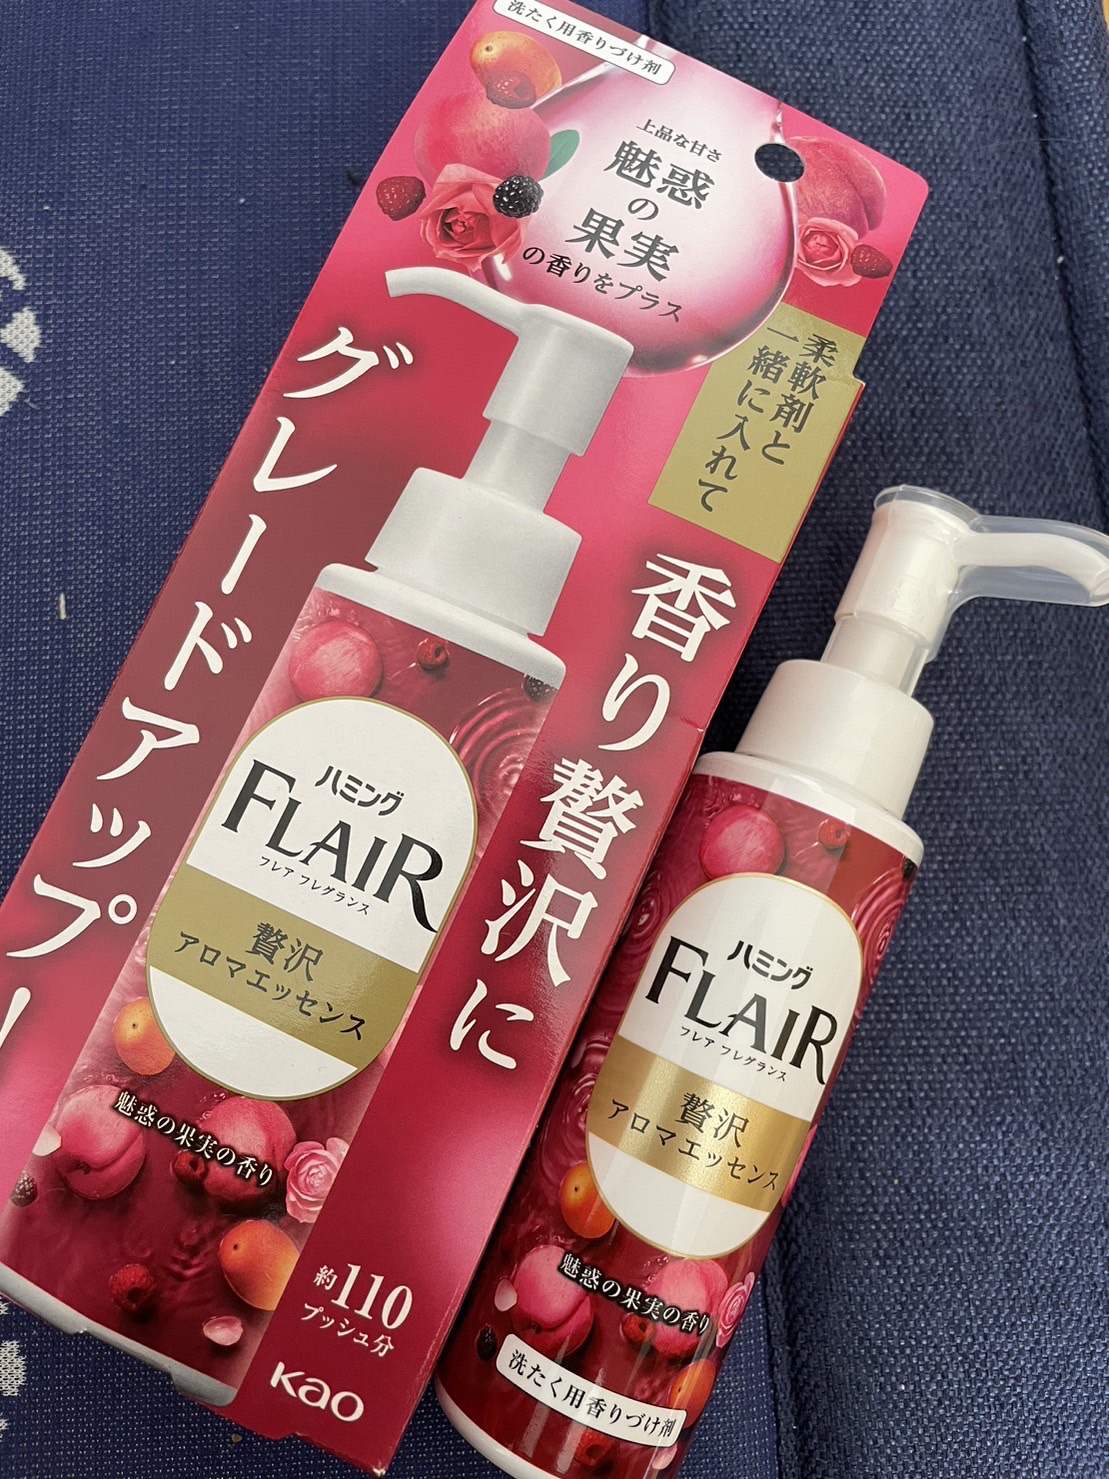 洗たく用香りづけ剤
上品な甘さ
魅惑
の
果実
の香りをプラス
柔軟剤と
一緒に入れて
香り贅沢に
グレードアップ!
ハミング
FLAIR
フレア フレグランス
贅沢
アロマエッセンス
魅惑の果実の香り
約110
プッシュ分
Kao
ハミング
FLAIR
フレア フレグランス
贅沢
アロマエッセンス
魅惑の果実の香り
洗たく用香りづけ剤